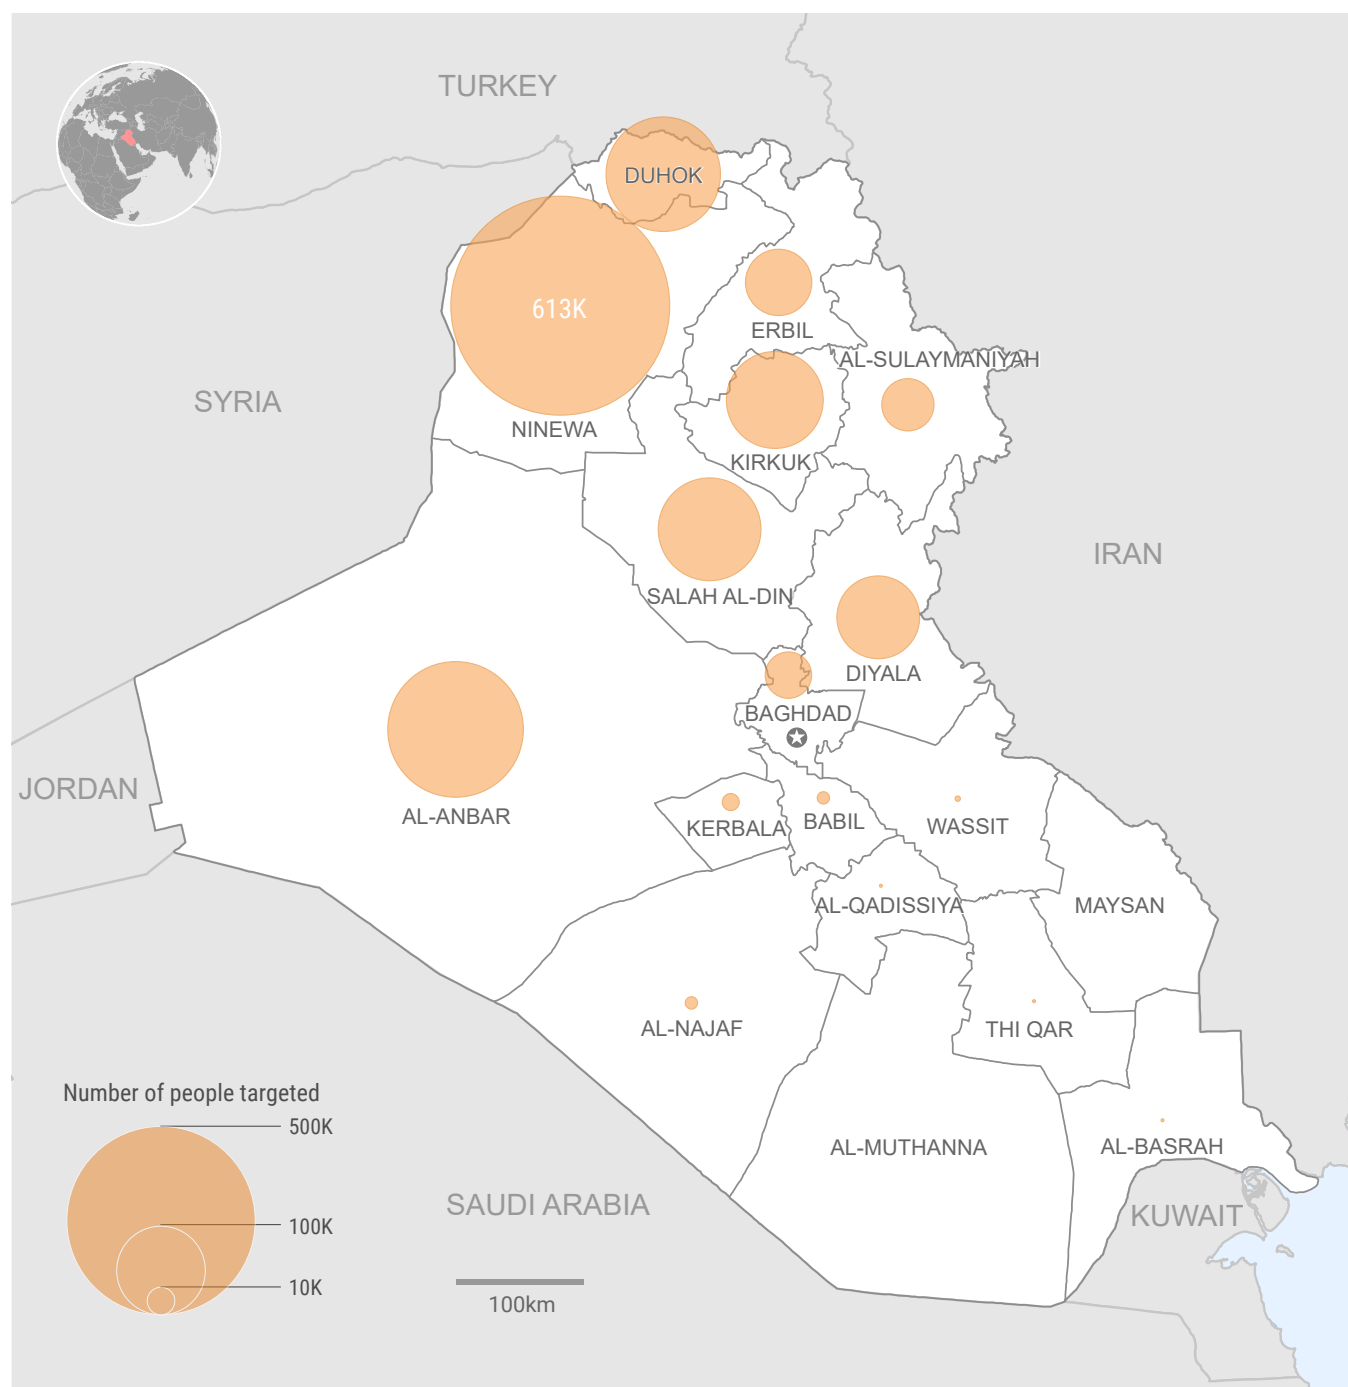 TURKEY
DUHOK
613K
ERBIL
AL-SULAYMANIYAH
SYRIA
NINEWA
KIRKUK
IRAN
SALAH AL-DIN
DIYALA
BAGHDAD
JORDAN
AL-ANBAR
KERBALA
BABIL
WASSIT
AL-QADISSIYA
MAYSAN
AL-NAJAF
THI QAR
Number of people targeted
500K
100K
10K
AL-MUTHANNA
AL-BASRAH
SAUDI ARABIA
KUWAIT
100km